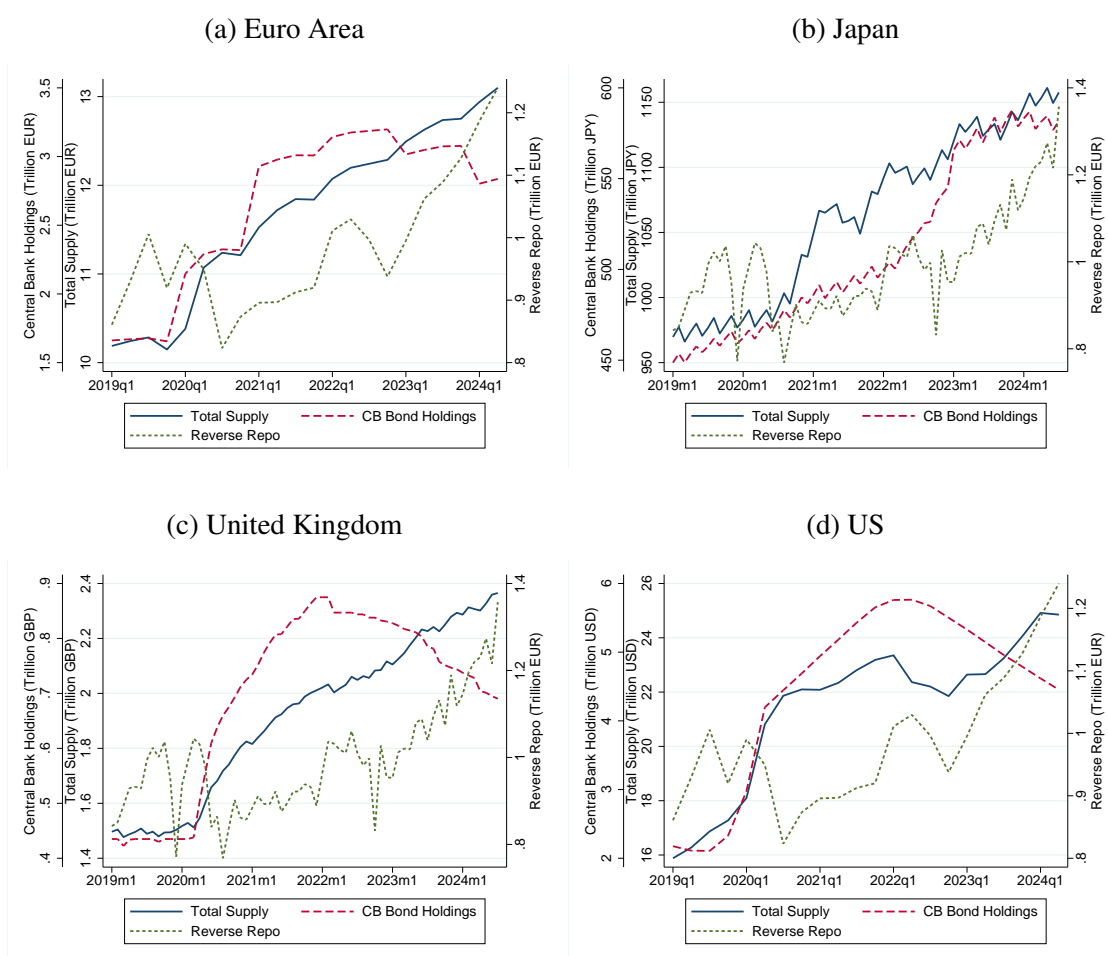 (a) Euro Area
Central Bank Holdings (Trillion EUR)
1.5 2 2.5 3 3.5
Total Supply (Trillion EUR)
10 11 12 13
Reverse Repo (Trillion EUR)
.8 .9 1 1.1 1.2
2019q1 2020q1 2021q1 2022q1 2023q1 2024q1
Total Supply CB Bond Holdings
Reverse Repo
(b) Japan
Central Bank Holdings (Trillion JPY)
450 500 550 600
Total Supply (Trillion JPY)
950 1000 1050 1100 1150
Reverse Repo (Trillion EUR)
.8 1 1.2 1.4
2019m1 2020m1 2021m1 2022m1 2023m1 2024m1
Total Supply CB Bond Holdings
Reverse Repo
(c) United Kingdom
Central Bank Holdings (Trillion GBP)
.4 .5 .6 .7 .8 .9
Total Supply (Trillion GBP)
1.4 1.6 1.8 2 2.2 2.4
Reverse Repo (Trillion EUR)
.8 1 1.2 1.4
2019m1 2020m1 2021m1 2022m1 2023m1 2024m1
Total Supply CB Bond Holdings
Reverse Repo
(d) US
Central Bank Holdings (Trillion USD)
2 3 4 5 6
Total Supply (Trillion USD)
16 18 20 22 24 26
Reverse Repo (Trillion EUR)
.8 .9 1 1.1 1.2
2019q1 2020q1 2021q1 2022q1 2023q1 2024q1
Total Supply CB Bond Holdings
Reverse Repo